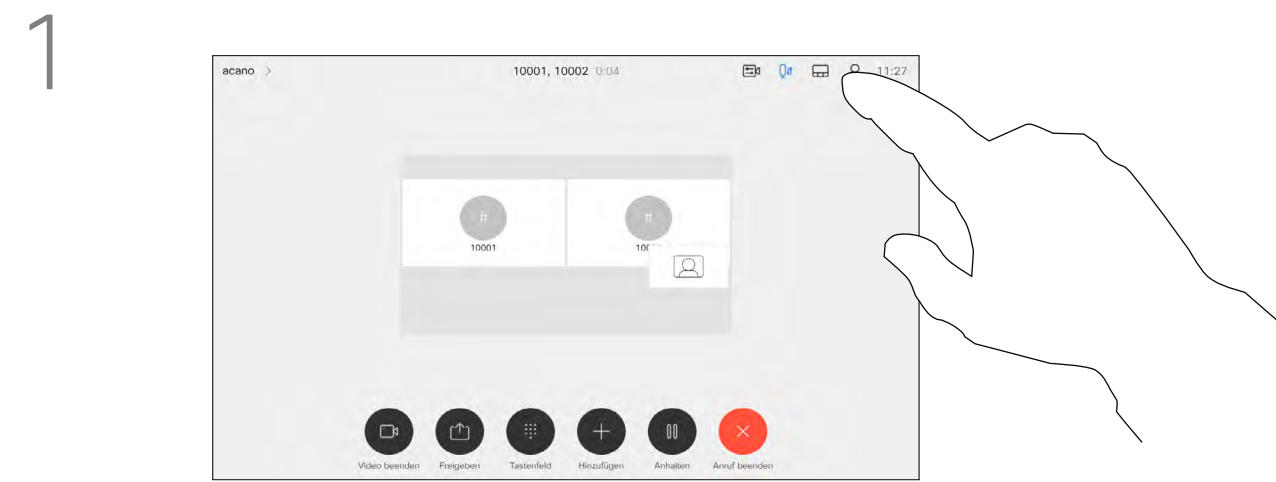 1
acano >
10001, 10002 0:04
11:27
#
#
10001
Video beenden
Freigeben
Tastenfeld
Hinzufügen
Anhalten
Anruf beenden